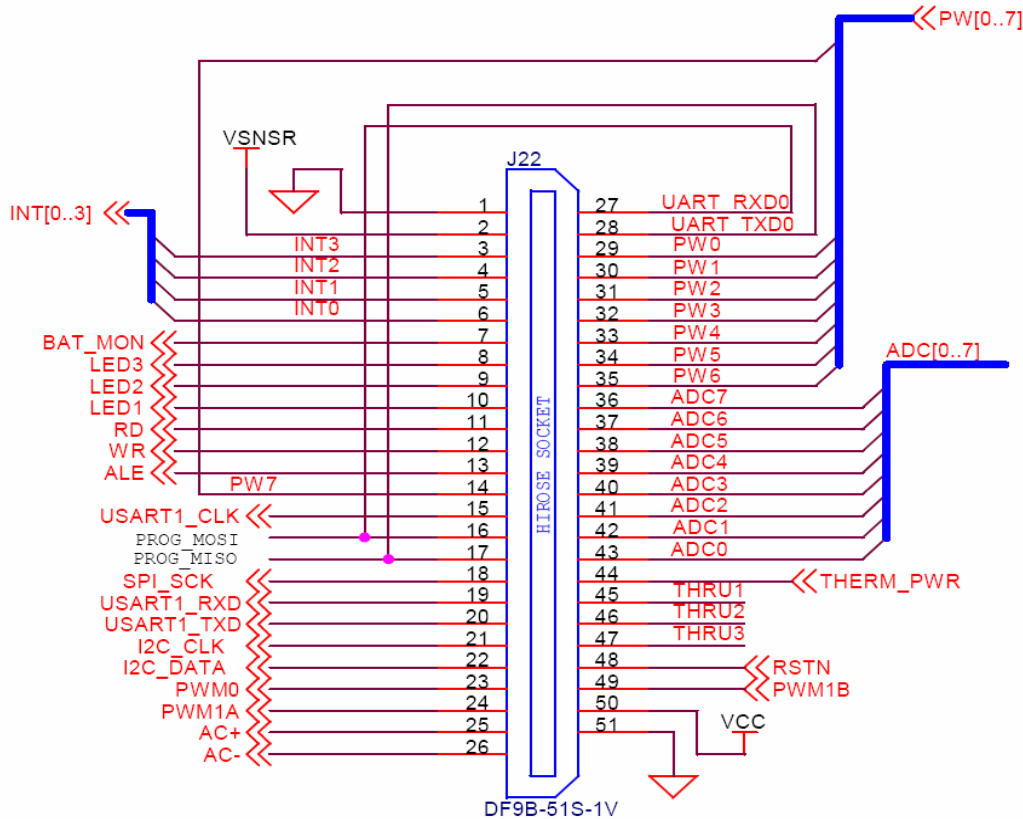 PW[0..7]
VSNSR
J22
INT[0..3]
1 27 UART_RXD0
2 28 UART_TXD0
INT3 3 29 PW0
INT2 4 30 PW1
INT1 5 31 PW2
INT0 6 32 PW3
BAT_MON 7 33 PW4
LED3 8 34 PW5 ADC[0..7]
LED2 9 35 PW6
LED1 10 36 ADC7
RD 11 37 ADC6
WR 12 38 ADC5
ALE 13 39 ADC4
PW7 14 40 ADC3
USART1_CLK 15 41 ADC2
PROG_MOSI 16 42 ADC1
PROG_MISO 17 43 ADC0
SPI_SCK 18 44 THERM_PWR
USART1_RXD 19 45 THRU1
USART1_TXD 20 46 THRU2
I2C_CLK 21 47 THRU3
I2C_DATA 22 48 RSTN
PWM0 23 49 PWM1B
PWM1A 24 50 VCC
AC+ 25 51
AC- 26
HIROSE SOCKET
DF9B-51S-1V